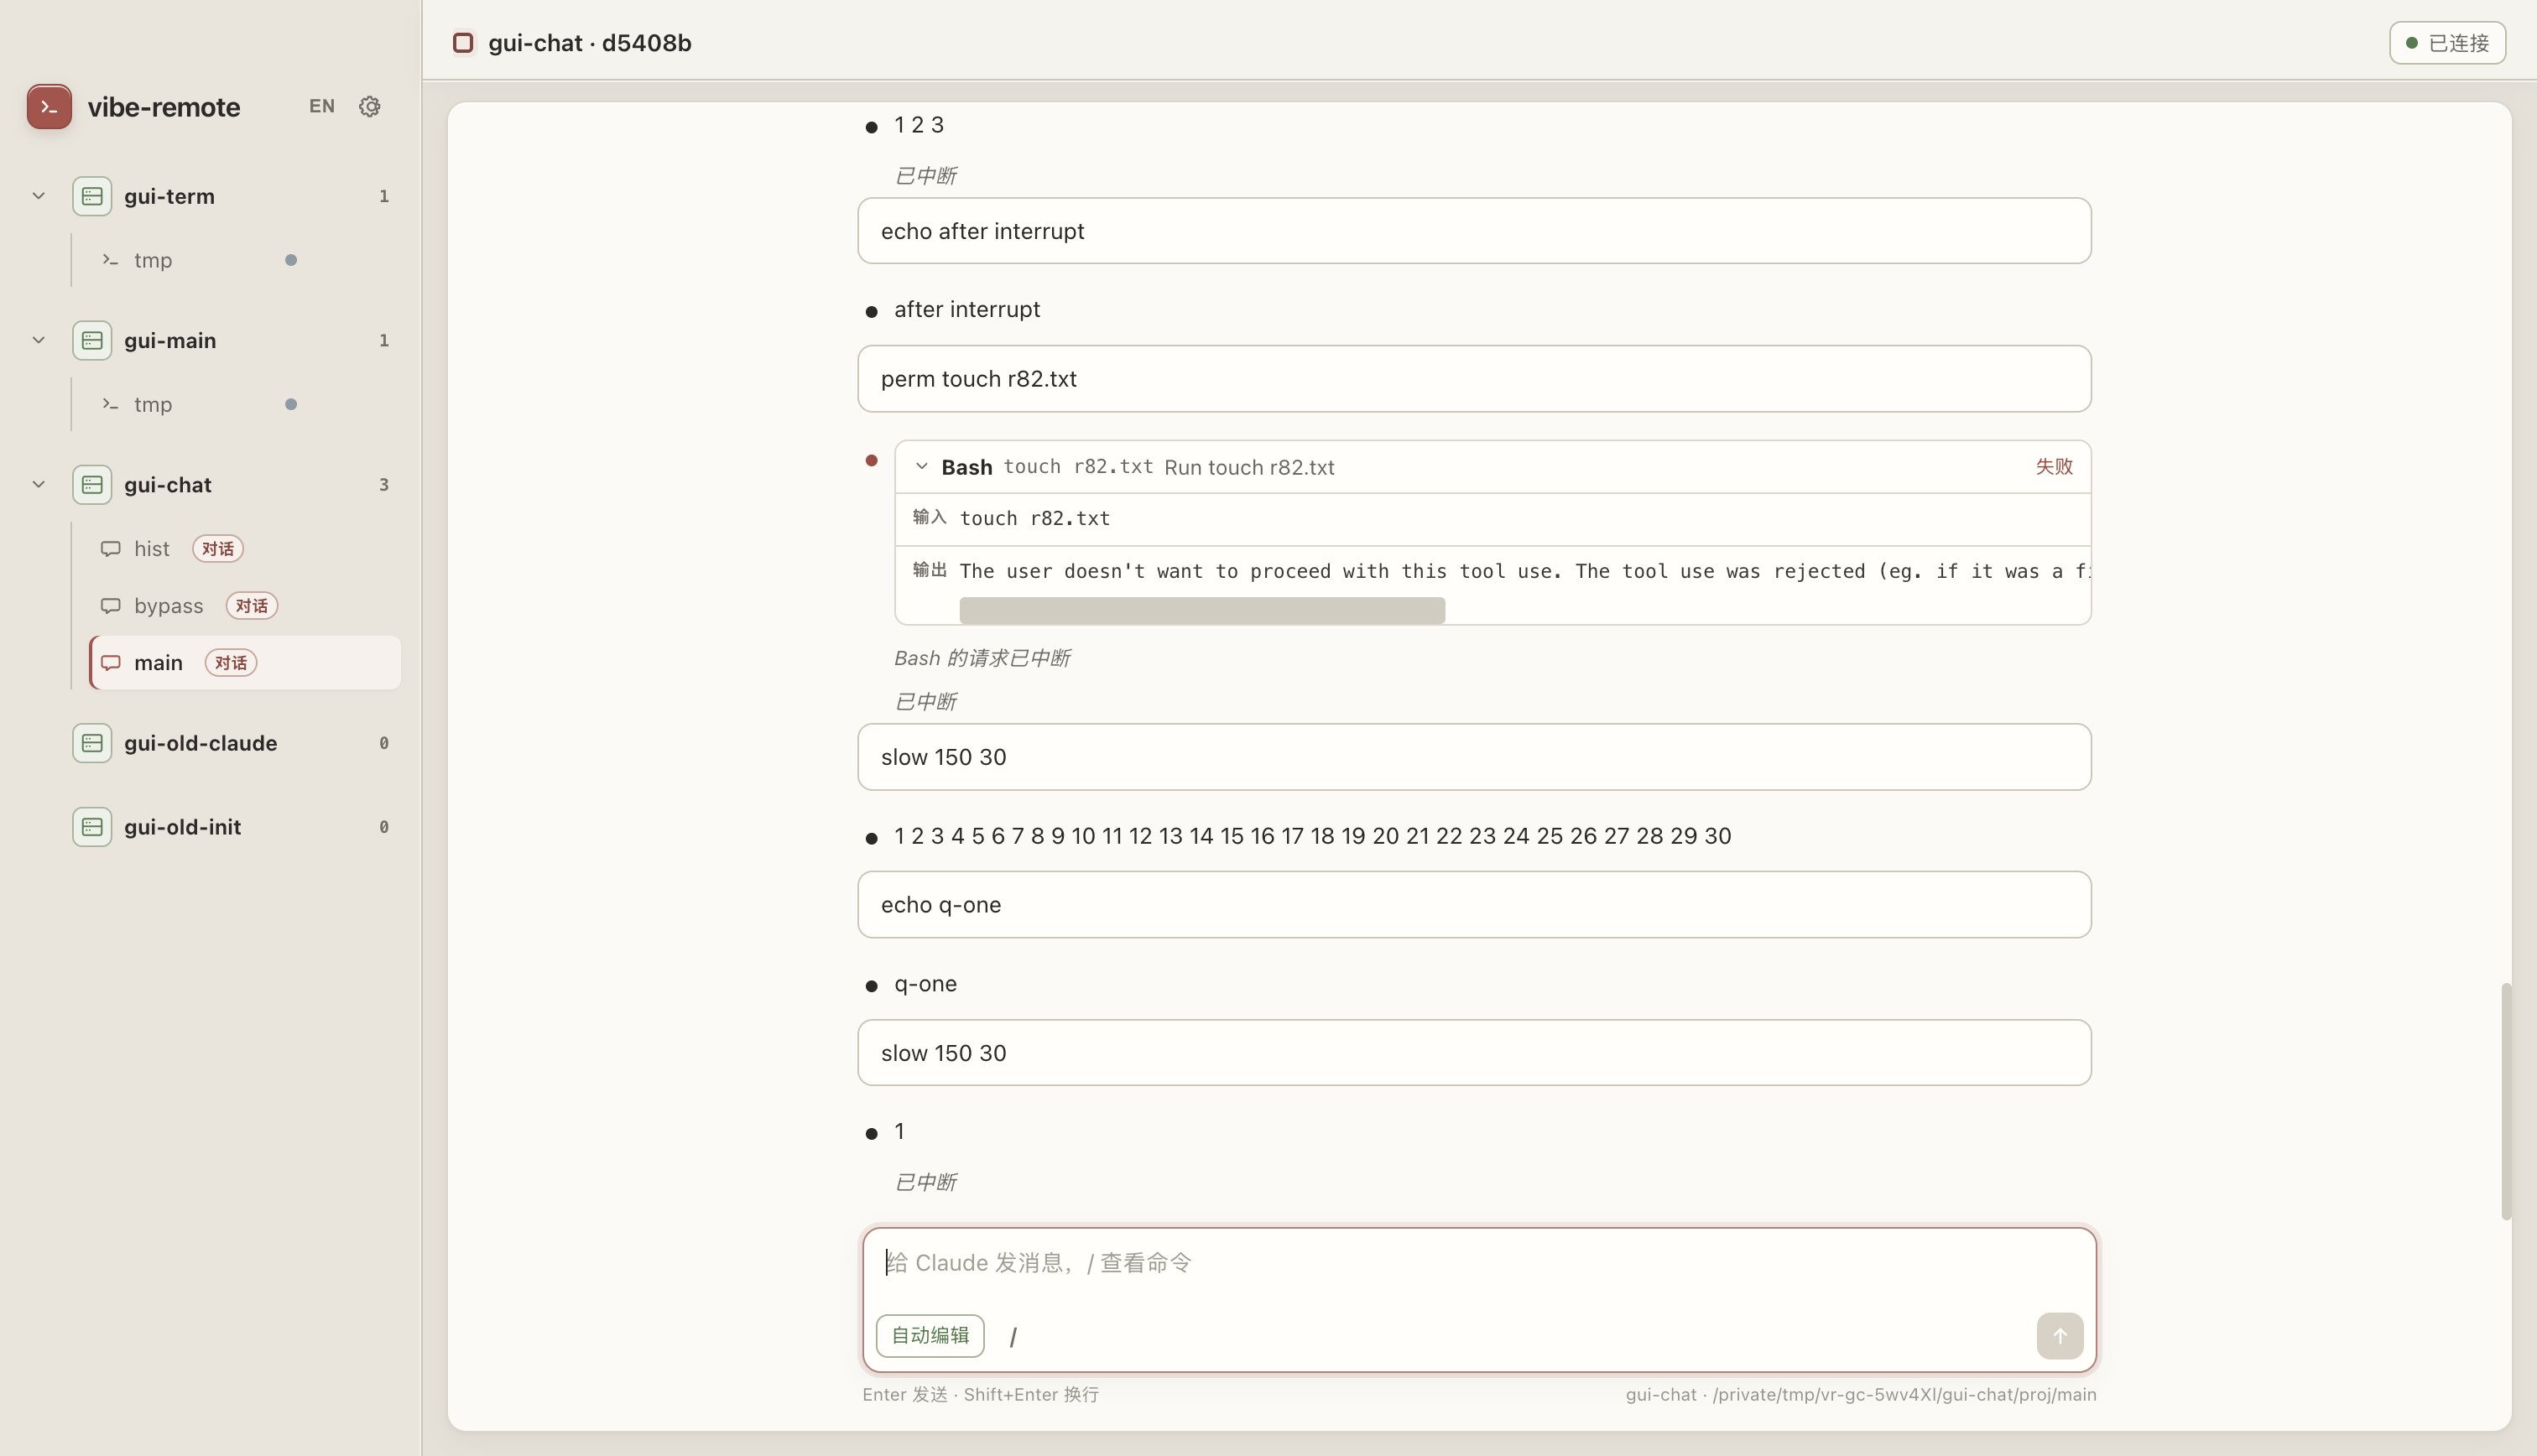 vibe-remote EN
gui-term 1
tmp
gui-main 1
tmp
gui-chat 3
hist 对话
bypass 对话
main 对话
gui-old-claude 0
gui-old-init 0
gui-chat · d5408b
已连接
1 2 3
已中断
echo after interrupt
after interrupt
perm touch r82.txt
Bash touch r82.txt Run touch r82.txt 失败
输入 touch r82.txt
输出 The user doesn't want to proceed with this tool use. The tool use was rejected (eg. if it was a
Bash 的请求已中断
已中断
slow 150 30
1 2 3 4 5 6 7 8 9 10 11 12 13 14 15 16 17 18 19 20 21 22 23 24 25 26 27 28 29 30
echo q-one
q-one
slow 150 30
1
已中断
给 Claude 发消息，/ 查看命令
自动编辑 /
Enter 发送 · Shift+Enter 换行
gui-chat · /private/tmp/vr-gc-5wv4Xl/gui-chat/proj/main